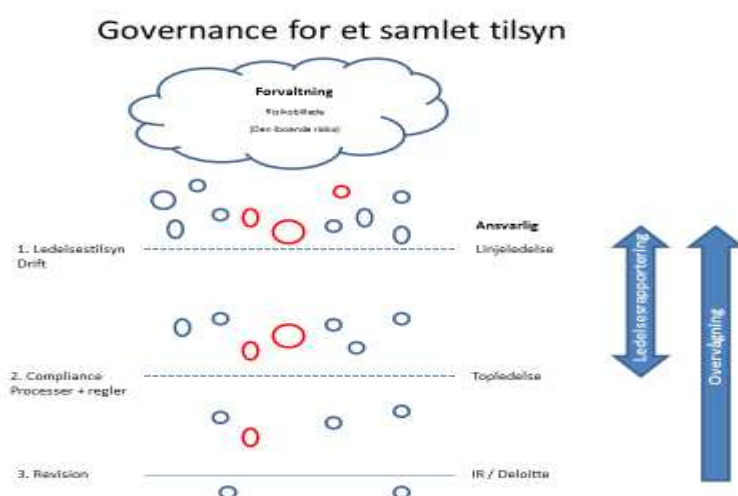 Governance for et samlet tilsyn
Forvaltning
Risikobillede
(Den iboende risiko)
Ansvarlig
1. Ledelsestilsyn
Drift
Linjeledelse
2. Compliance
Processer + regler
Topledelse
3. Revision
IR / Deloitte
Ledelsesrapportering
Overvågning